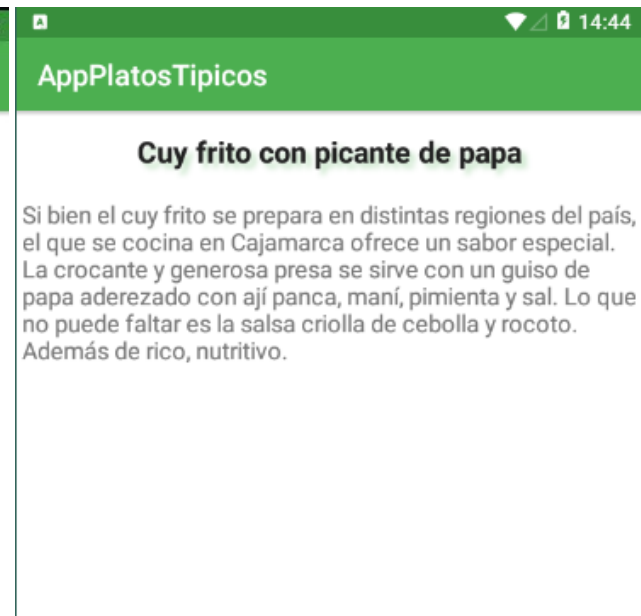 14:44
AppPlatosTipicos
Cuy frito con picante de papa
Si bien el cuy frito se prepara en distintas regiones del país,
el que se cocina en Cajamarca ofrece un sabor especial.
La crocante y generosa presa se sirve con un guiso de
papa aderezado con ají panca, maní, pimienta y sal. Lo que
no puede faltar es la salsa criolla de cebolla y rocoto.
Además de rico, nutritivo.